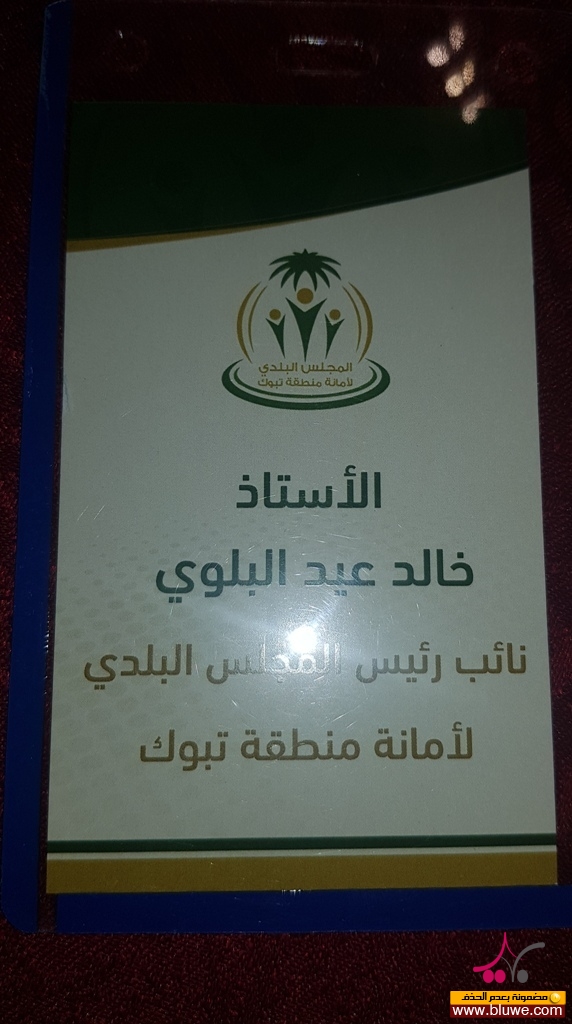 المجلس البلدي
لأمانة منطقة تبوك
الأستاذ
خالد عيد البلوي
نائب رئيس المجلس البلدي
لأمانة منطقة تبوك
مضمونة بعدم الحذف
www.bluwe.com